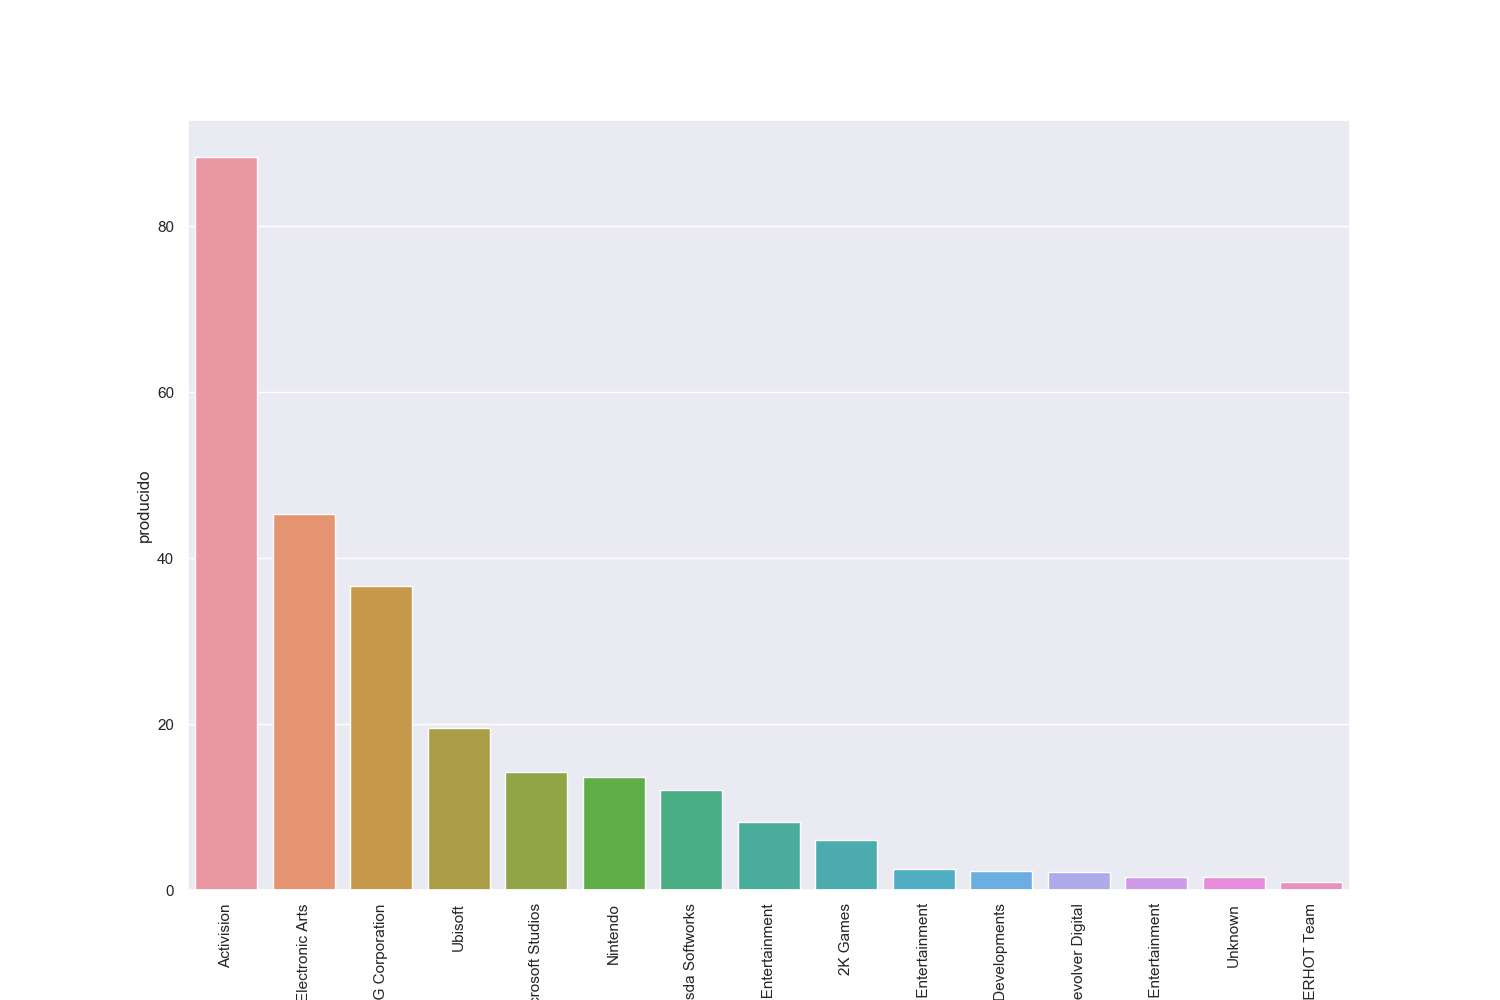 80
60
40
20
0
producido
Activision
Electronic Arts
G Corporation
Ubisoft
crosoft Studios
Nintendo
sda Softworks
Entertainment
2K Games
Entertainment
Developments
evolver Digital
Entertainment
Unknown
ERHOT Team